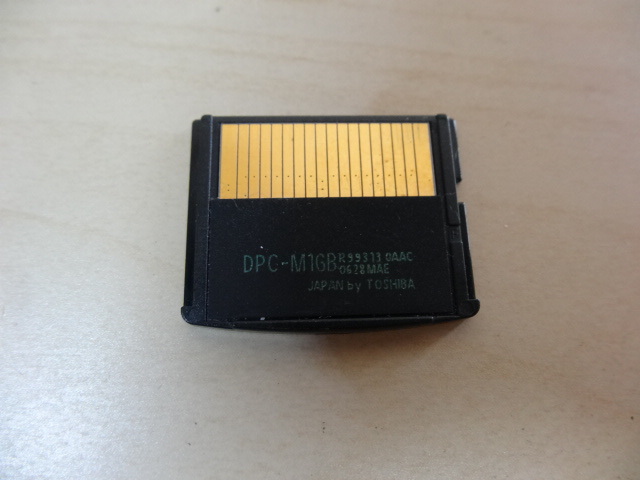 DPC-M1GB R99313 0AAC
0628MAE
JAPAN by TOSHIBA